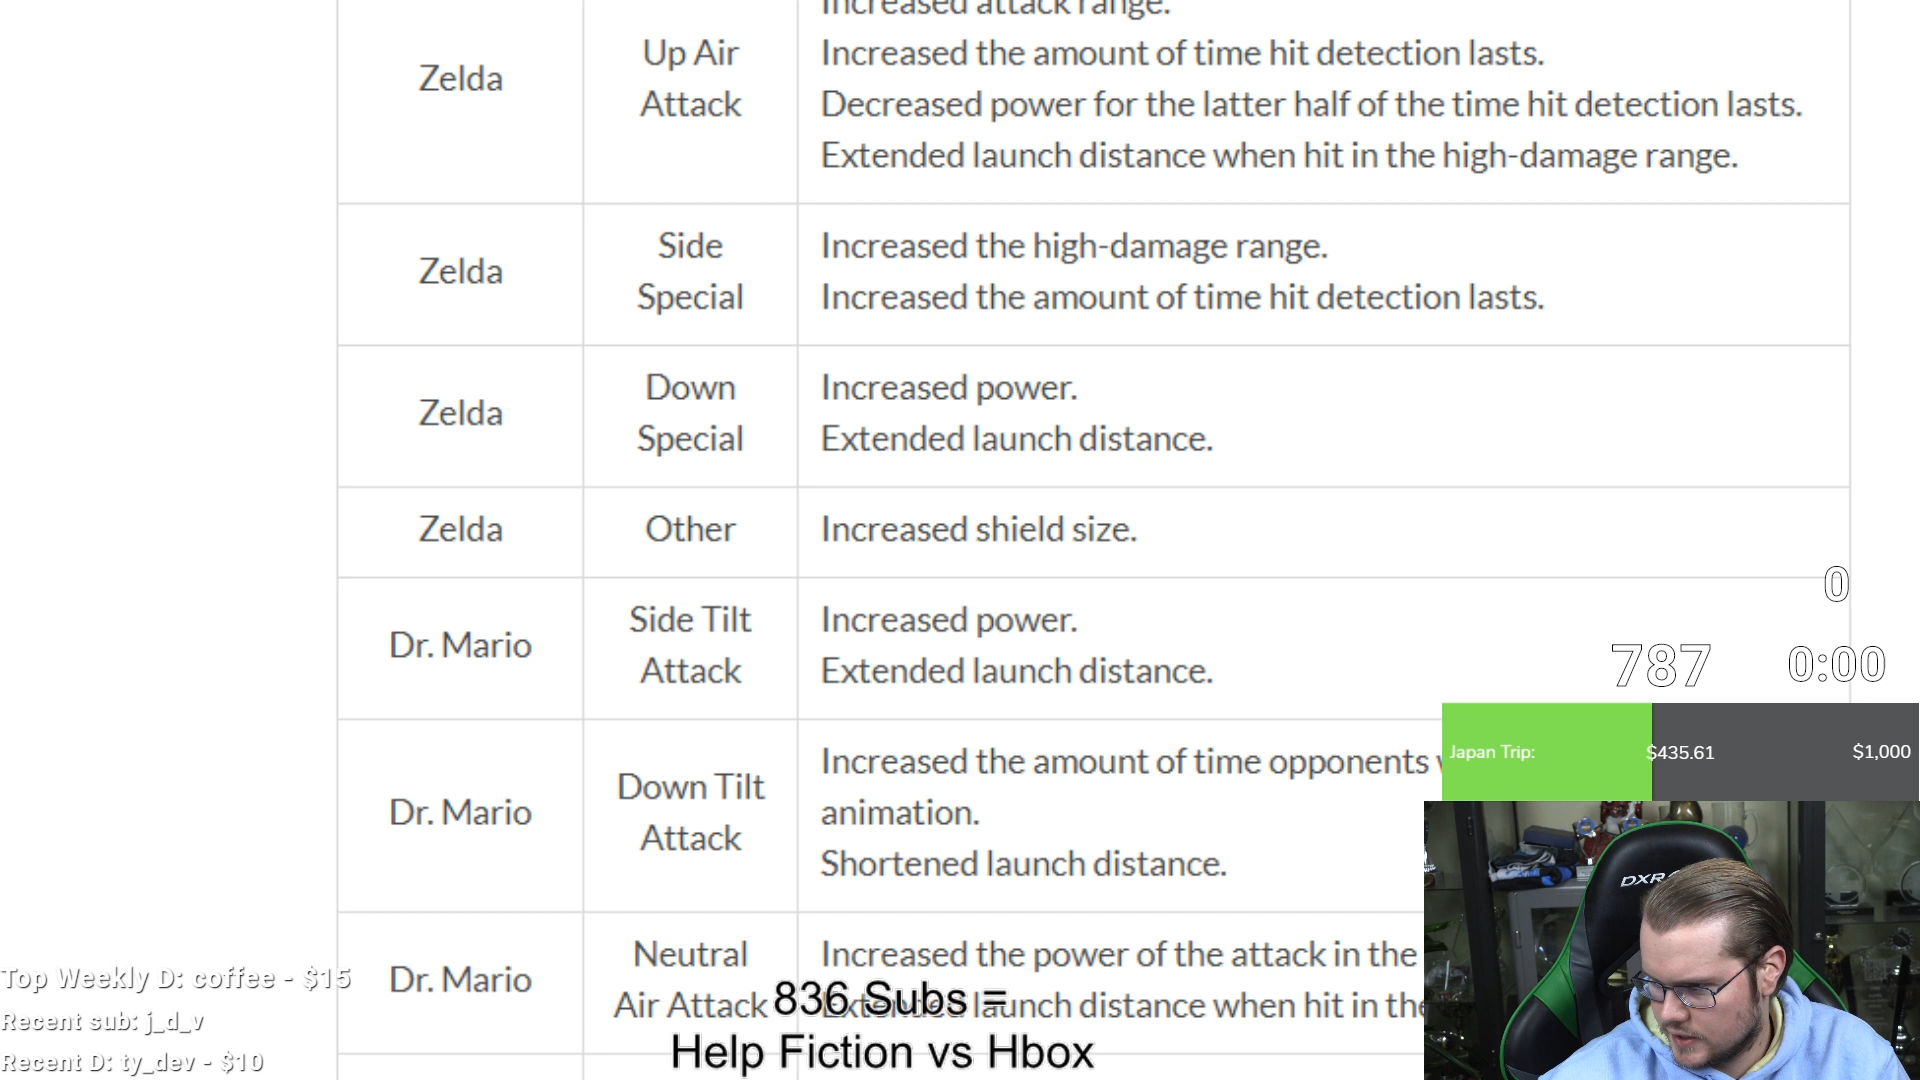 Increased attack range.
Zelda
Up Air
Attack
Increased the amount of time hit detection lasts.
Decreased power for the latter half of the time hit detection lasts.
Extended launch distance when hit in the high-damage range.
Zelda
Side
Special
Increased the high-damage range.
Increased the amount of time hit detection lasts.
Zelda
Down
Special
Increased power.
Extended launch distance.
Zelda
Other
Increased shield size.
0
Dr. Mario
Side Tilt
Attack
Increased power.
Extended launch distance.
787
0:00
Japan Trip:
$435.61
$1,000
Dr. Mario
Down Tilt
Attack
Increased the amount of time opponents
animation.
Shortened launch distance.
Dr. Mario
Neutral
Air Attack
Increased the power of the attack in the
Extended launch distance when hit in the
Top Weekly D: coffee - $15
Recent sub: j_d_v
Recent D: ty_dev - $10
836 Subs =
Help Fiction vs Hbox